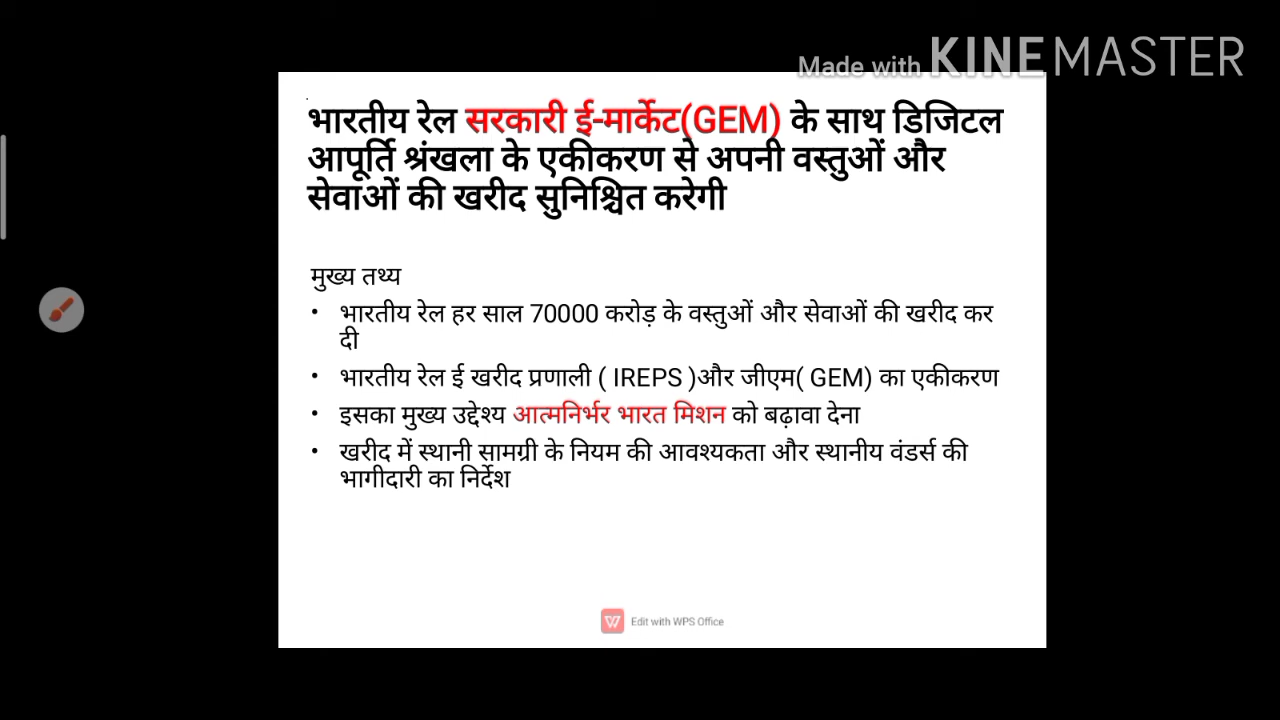 Made with KINEMASTER
भारतीय रेल सरकारी ई-मार्केट(GEM) के साथ डिजिटल
आपूर्ति श्रंखला के एकीकरण से अपनी वस्तुओं और
सेवाओं की खरीद सुनिश्चित करेगी
मुख्य तथ्य
• भारतीय रेल हर साल 70000 करोड़ के वस्तुओं और सेवाओं की खरीद कर
दी
• भारतीय रेल ई खरीद प्रणाली ( IREPS )और जीएम( GEM) का एकीकरण
• इसका मुख्य उद्देश्य आत्मनिर्भर भारत मिशन को बढ़ावा देना
• खरीद में स्थानी सामग्री के नियम की आवश्यकता और स्थानीय वंडर्स की
भागीदारी का निर्देश
W Edit with WPS Office